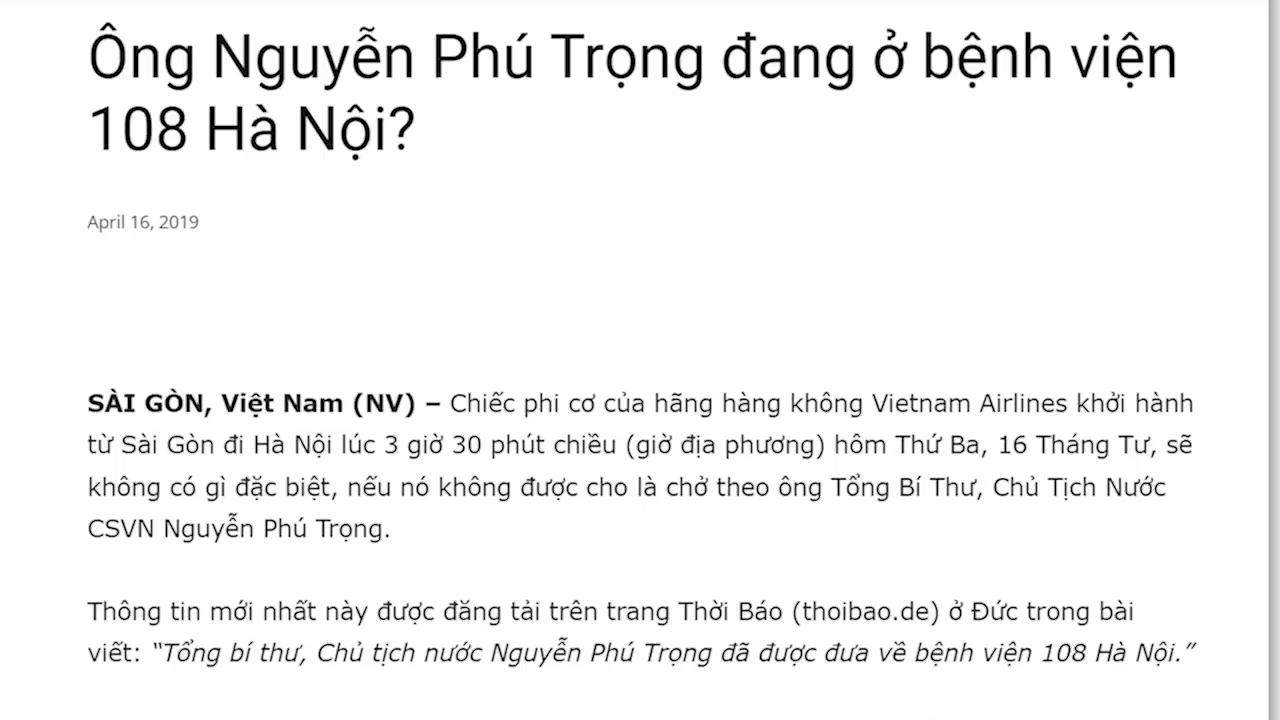 Ông Nguyễn Phú Trọng đang ở bệnh viện
108 Hà Nội?
April 16, 2019
SÀI GÒN, Việt Nam (NV) – Chiếc phi cơ của hãng hàng không Vietnam Airlines khởi hành
từ Sài Gòn đi Hà Nội lúc 3 giờ 30 phút chiều (giờ địa phương) hôm Thứ Ba, 16 Tháng Tư, sẽ
không có gì đặc biệt, nếu nó không được cho là chở theo ông Tổng Bí Thư, Chủ Tịch Nước
CSVN Nguyễn Phú Trọng.
Thông tin mới nhất này được đăng tải trên trang Thời Báo (thoibao.de) ở Đức trong bài
viết: “Tổng bí thư, Chủ tịch nước Nguyễn Phú Trọng đã được đưa về bệnh viện 108 Hà Nội.”